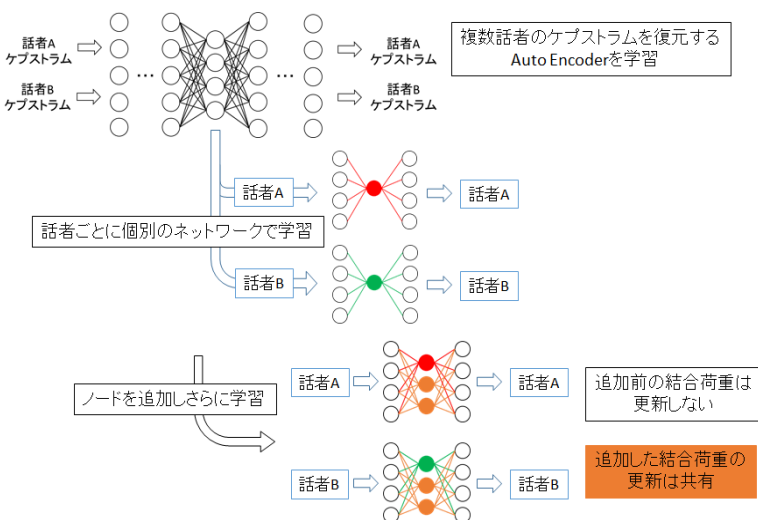 話者A
ケプストラム
話者B
ケプストラム
…
…
話者A
ケプストラム
話者B
ケプストラム
複数話者のケプストラムを復元する
Auto Encoderを学習
話者A
話者A
話者ごとに個別のネットワークで学習
話者B
話者B
ノードを追加しさらに学習
話者A
話者A
追加前の結合荷重は
更新しない
話者B
話者B
追加した結合荷重の
更新は共有